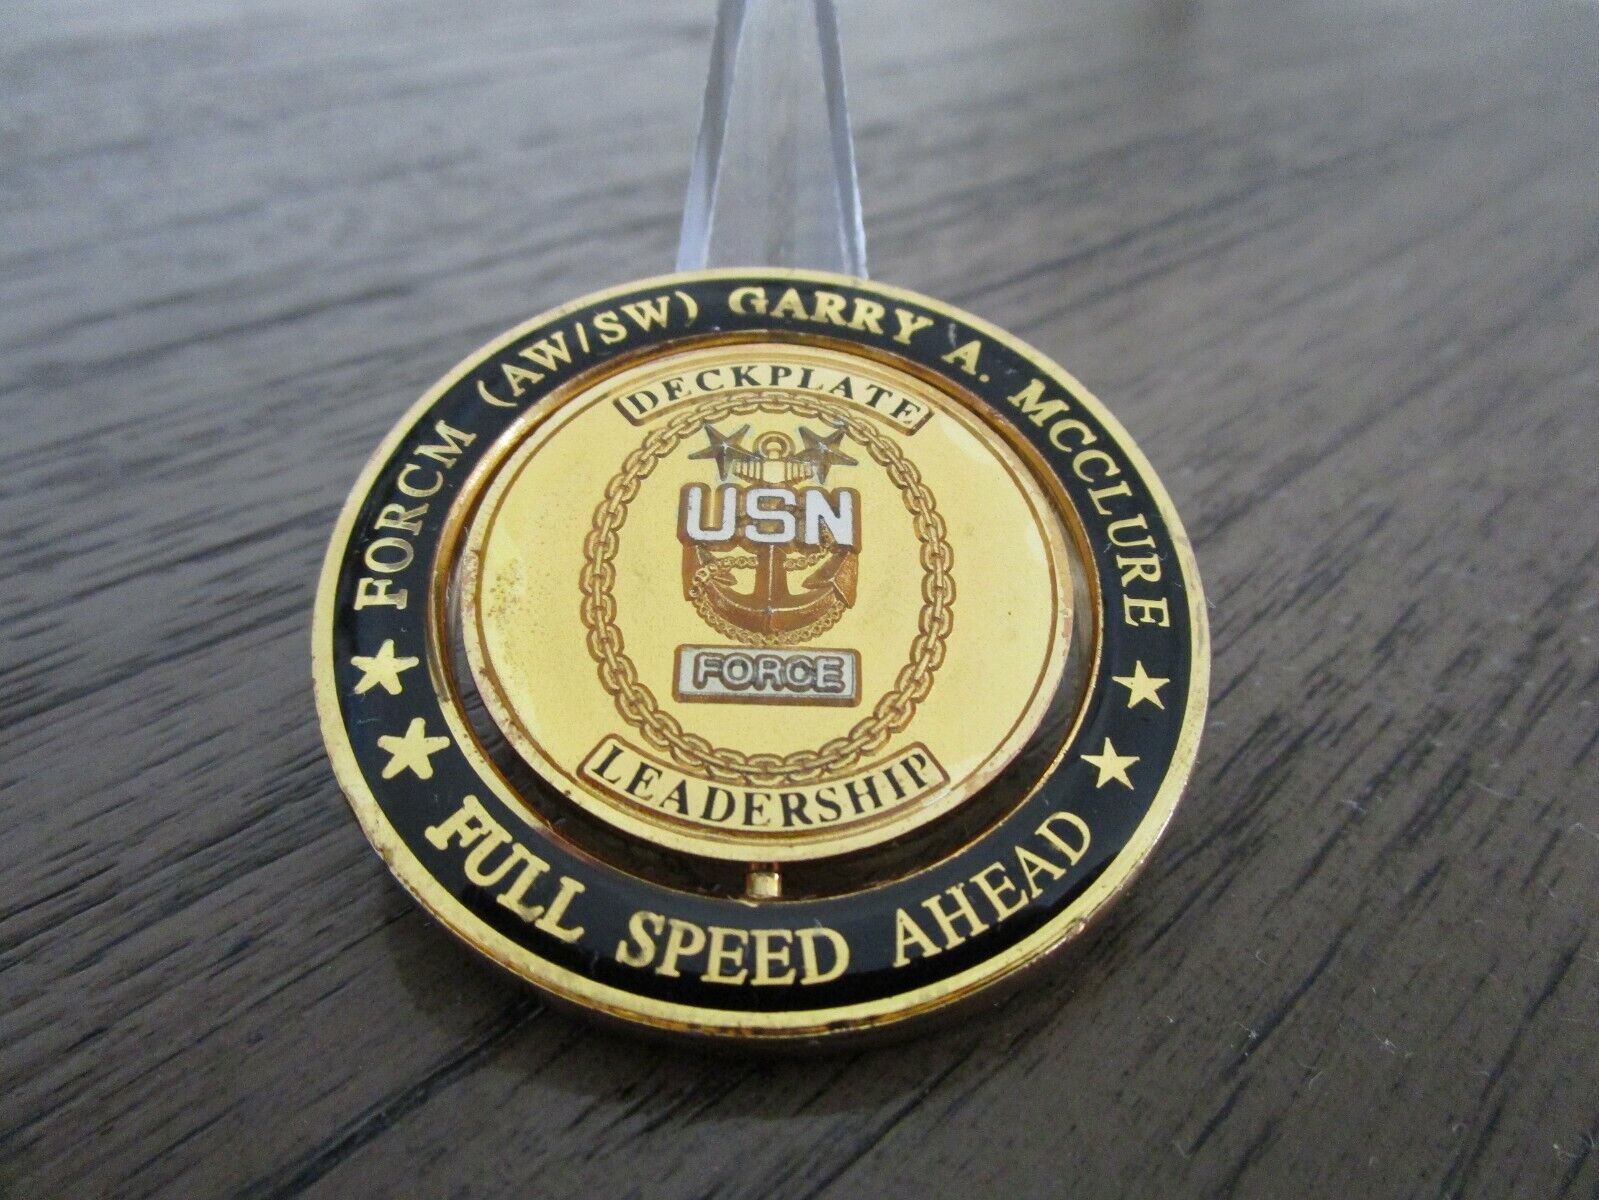 FORCM (AW/SW) GARRY A. MCCLURE
DECKPLATE
USN
FORCE
LEADERSHIP
FULL SPEED AHEAD